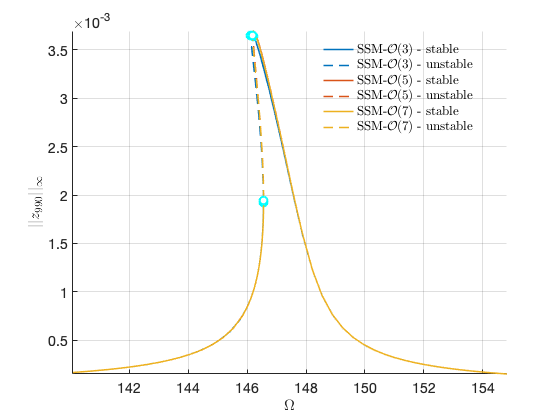 ×10⁻³
3.5
3
2.5
2
1.5
1
0.5
||z₉₉₀||∞
SSM-𝒪(3) - stable
SSM-𝒪(3) - unstable
SSM-𝒪(5) - stable
SSM-𝒪(5) - unstable
SSM-𝒪(7) - stable
SSM-𝒪(7) - unstable
142 144 146 148 150 152 154
Ω